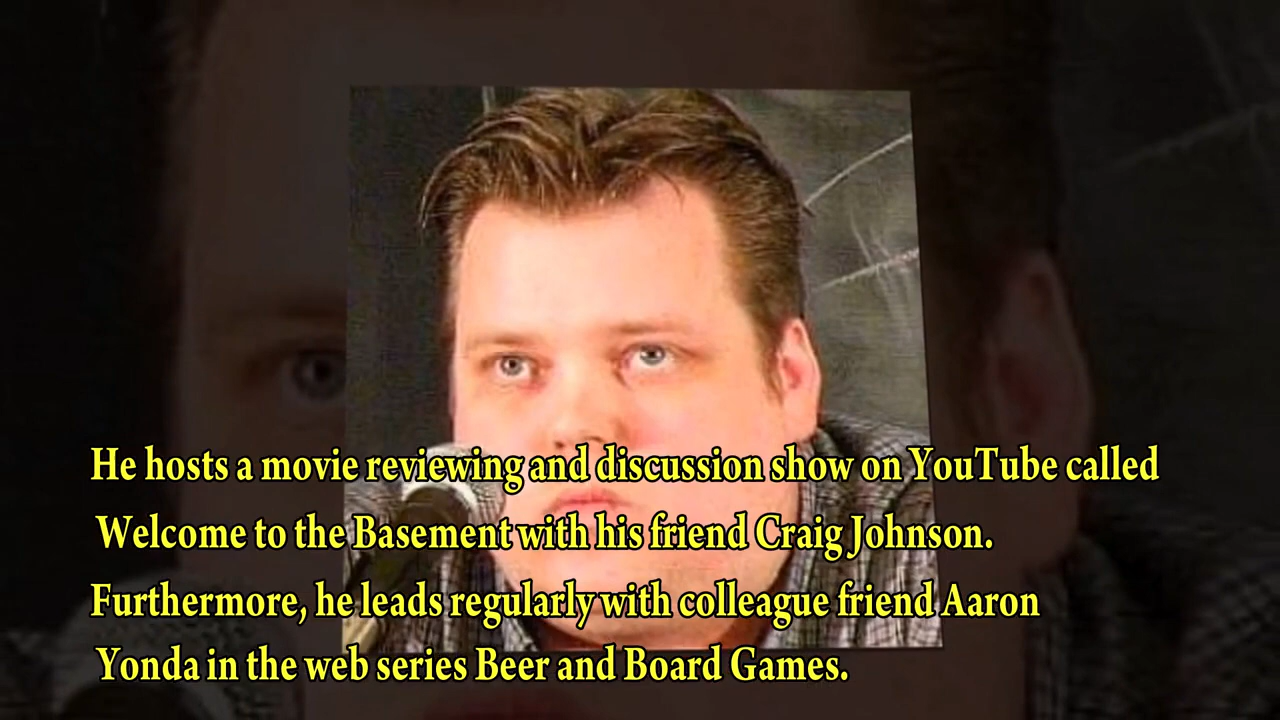 He hosts a movie reviewing and discussion show on YouTube called
Welcome to the Basement with his friend Craig Johnson.
Furthermore, he leads regularly with colleague friend Aaron
Yonda in the web series Beer and Board Games.